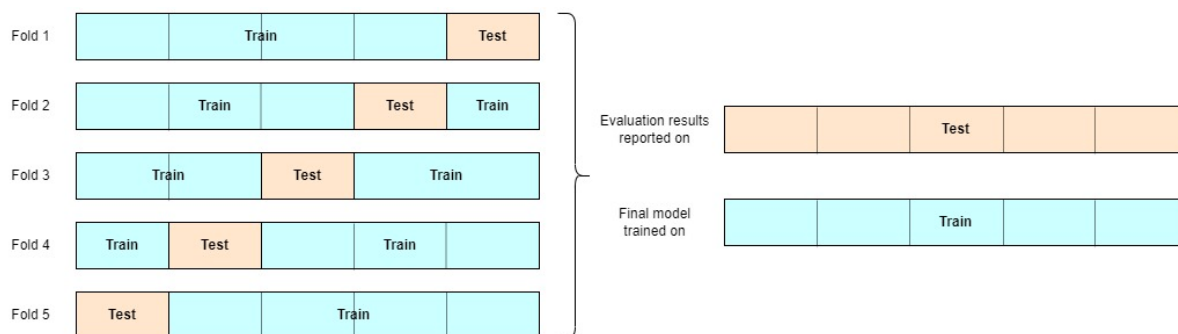 Fold 1
Train
Test
Fold 2
Train
Test
Train
Fold 3
Train
Test
Train
Fold 4
Train
Test
Train
Fold 5
Test
Train
Evaluation results
reported on
Test
Final model
trained on
Train